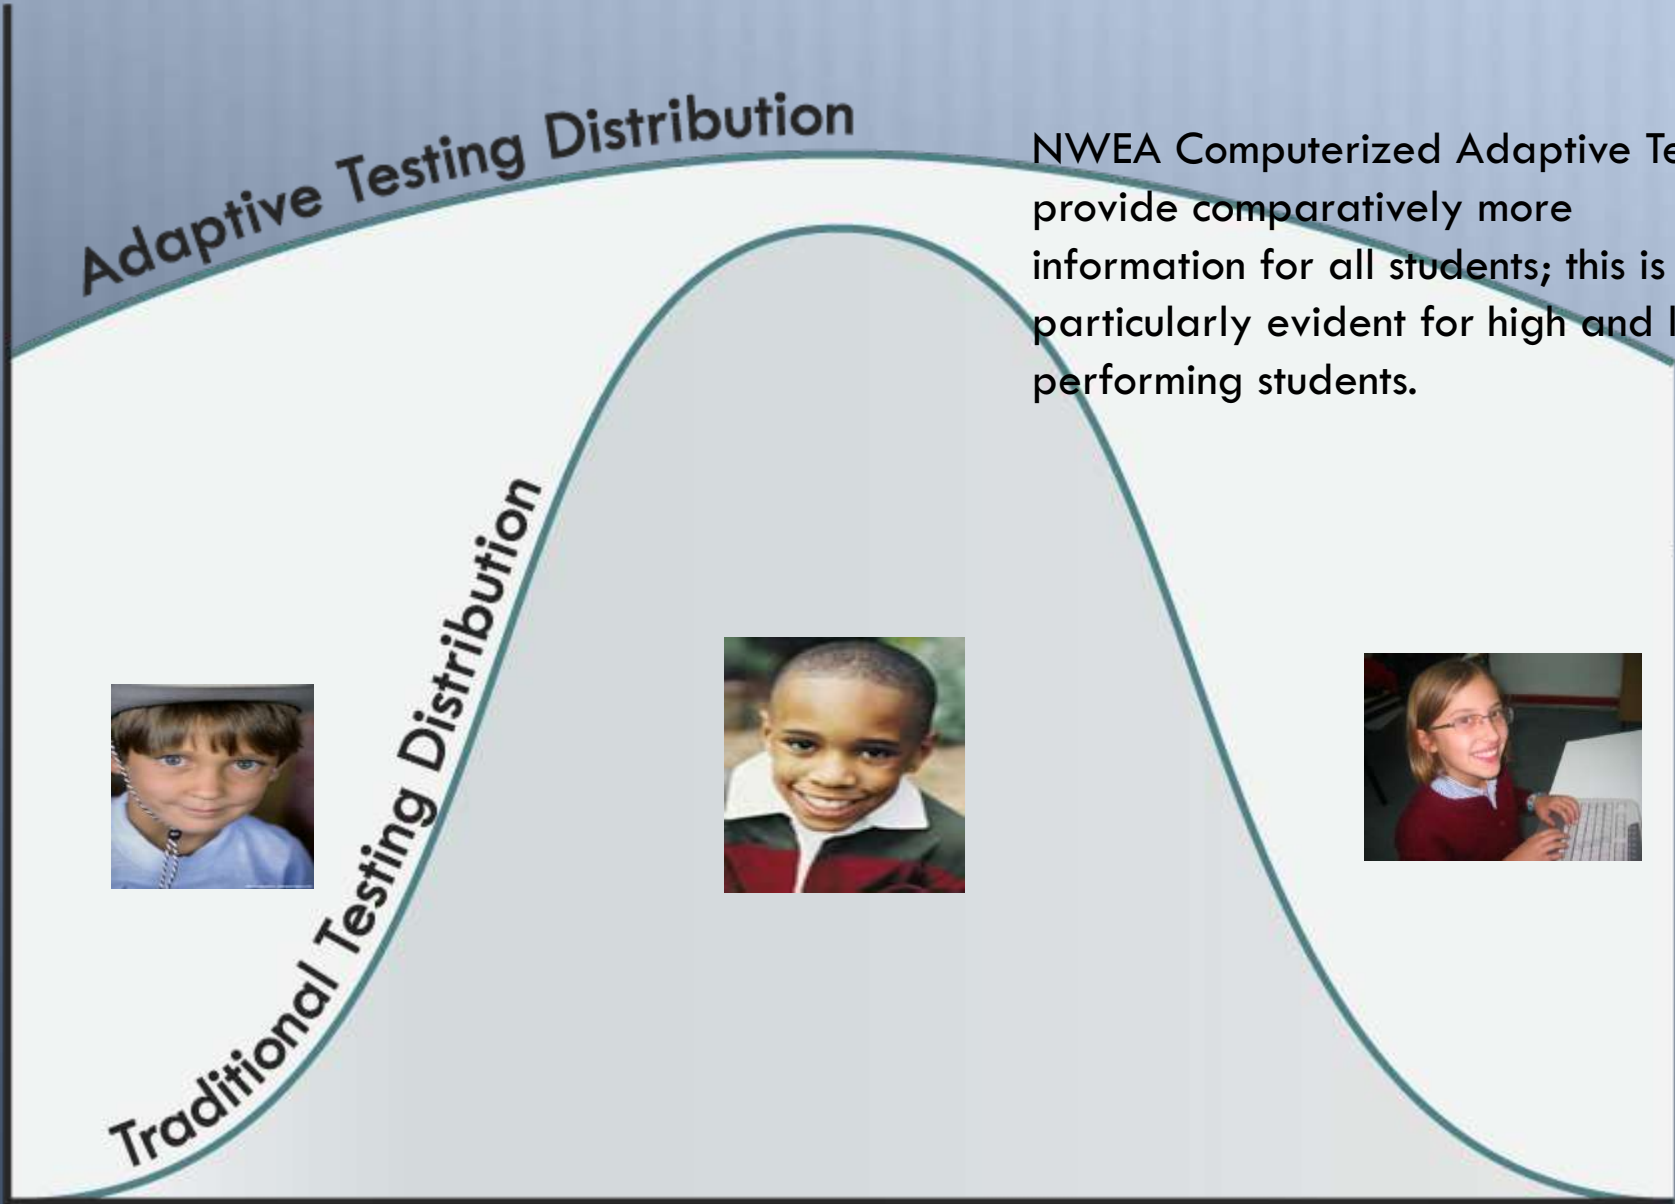 Adaptive Testing Distribution
NWEA Computerized Adaptive Te
provide comparatively more
information for all students; this is
particularly evident for high and l
performing students.
Traditional Testing Distribution